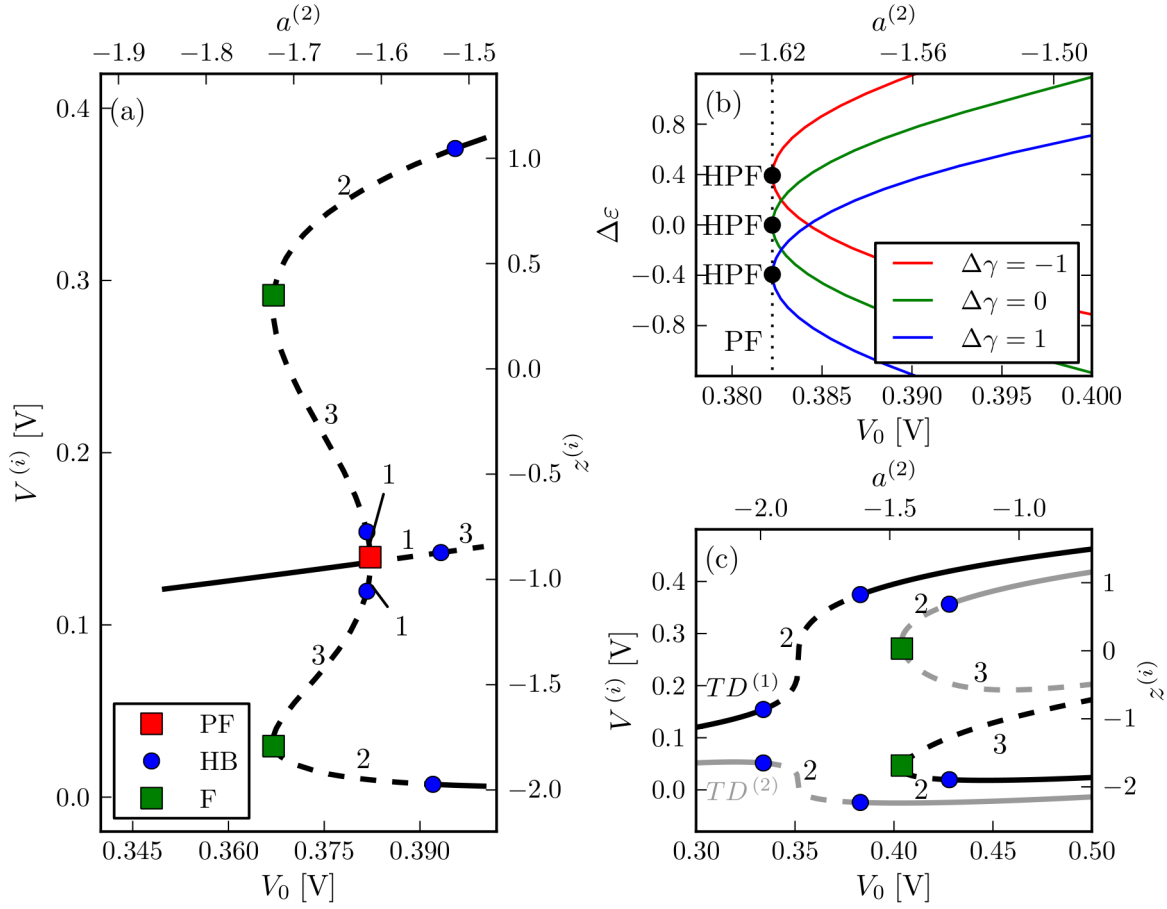 a^{(2)}
−1.9 −1.8 −1.7 −1.6 −1.5
(a)
0.4
0.3
0.2
0.1
0.0
V^{(i)} [V]
1.0
0.5
0.0
−0.5
−1.0
−1.5
−2.0
z^{(i)}
2
3
1
1
3
1
3
2
PF
HB
F
0.345 0.360 0.375 0.390
V_0 [V]
a^{(2)}
−1.62 −1.56 −1.50
(b)
0.8
0.4
0.0
−0.4
−0.8
Δε
HPF
HPF
HPF
PF
Δγ = −1
Δγ = 0
Δγ = 1
0.380 0.385 0.390 0.395 0.400
V_0 [V]
a^{(2)}
−2.0 −1.5 −1.0
(c)
0.4
0.3
0.2
0.1
0.0
V^{(i)} [V]
1
0
−1
−2
z^{(i)}
2
2
3
TD^{(1)}
3
2
2
TD^{(2)}
0.30 0.35 0.40 0.45 0.50
V_0 [V]